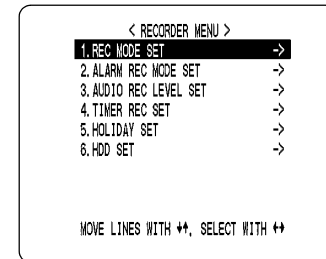 < RECORDER MENU >
1.REC MODE SET ->
2.ALARM REC MODE SET ->
3.AUDIO REC LEVEL SET ->
4.TIMER REC SET ->
5.HOLIDAY SET ->
6.HDD SET ->
MOVE LINES WITH ↓↑, SELECT WITH ←→